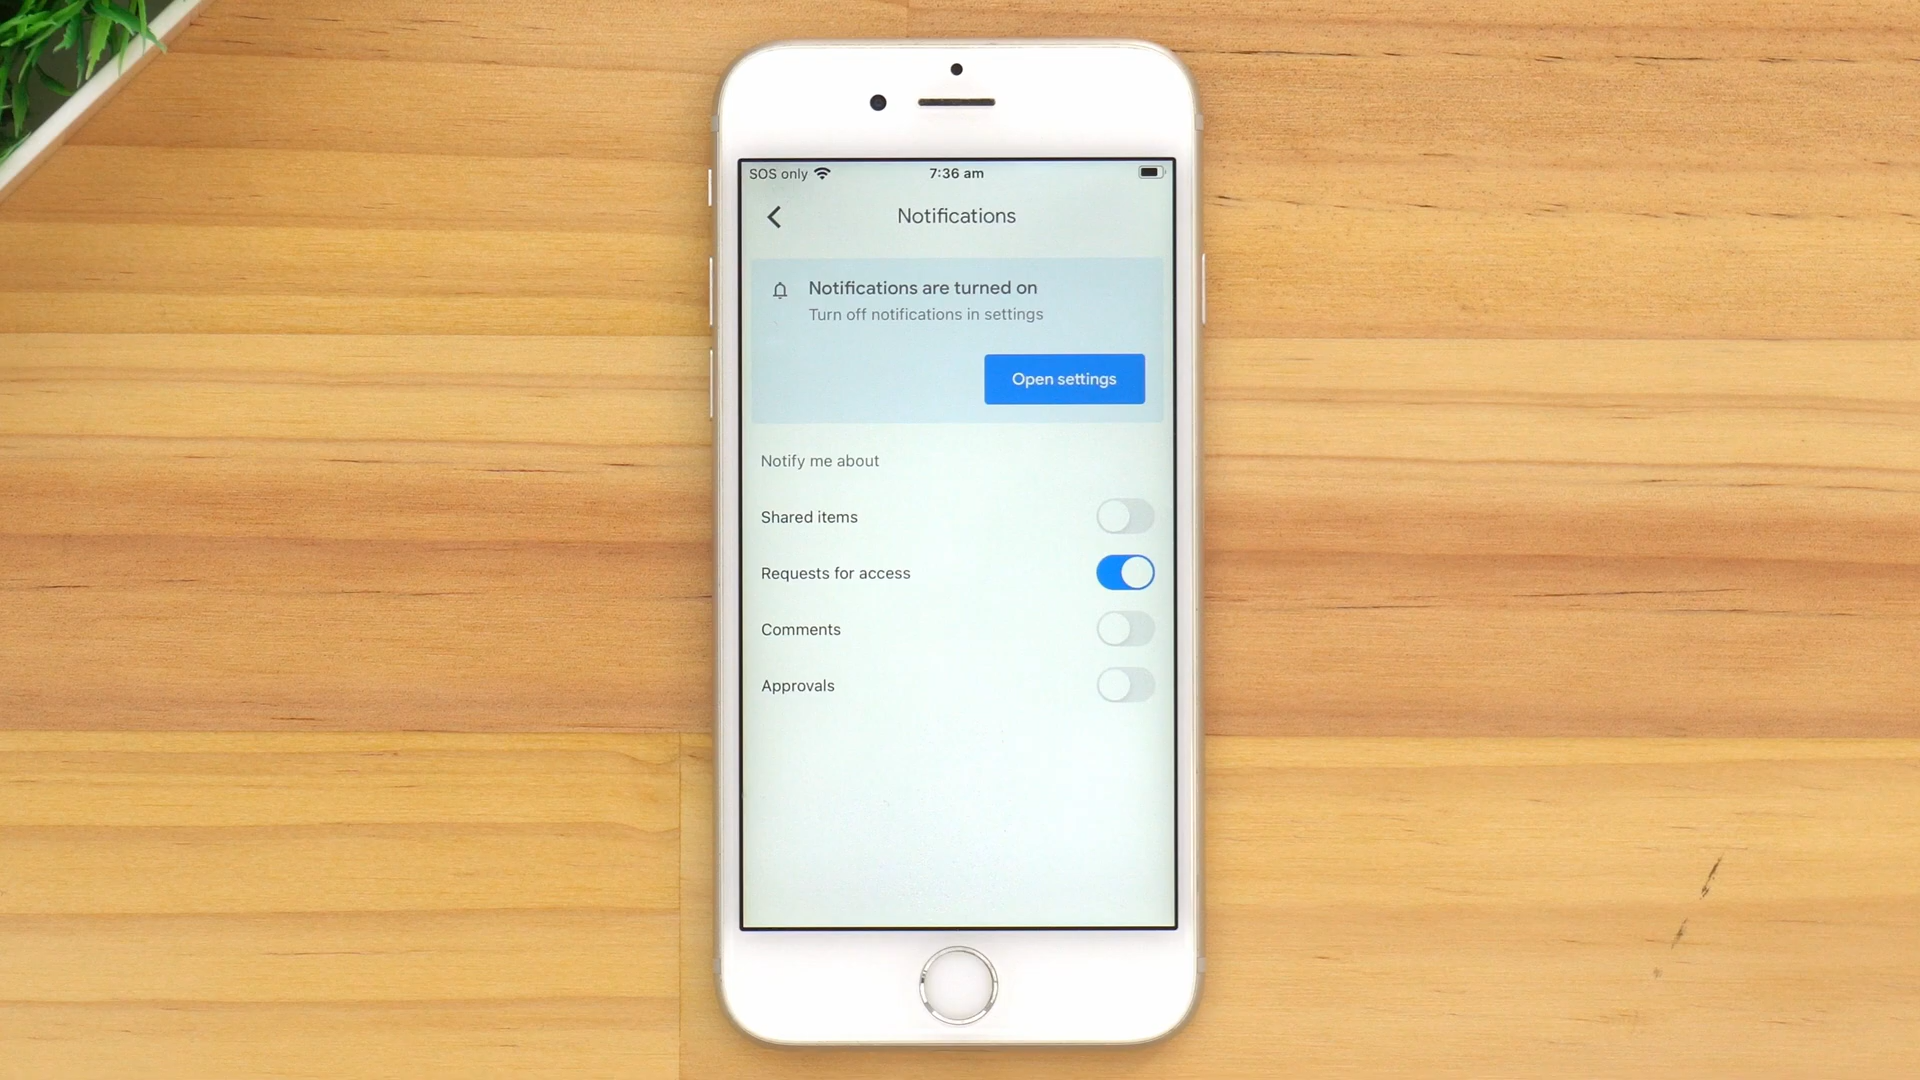 SOS only 7:36 am
Notifications
Notifications are turned on
Turn off notifications in settings
Open settings
Notify me about
Shared items
Requests for access
Comments
Approvals